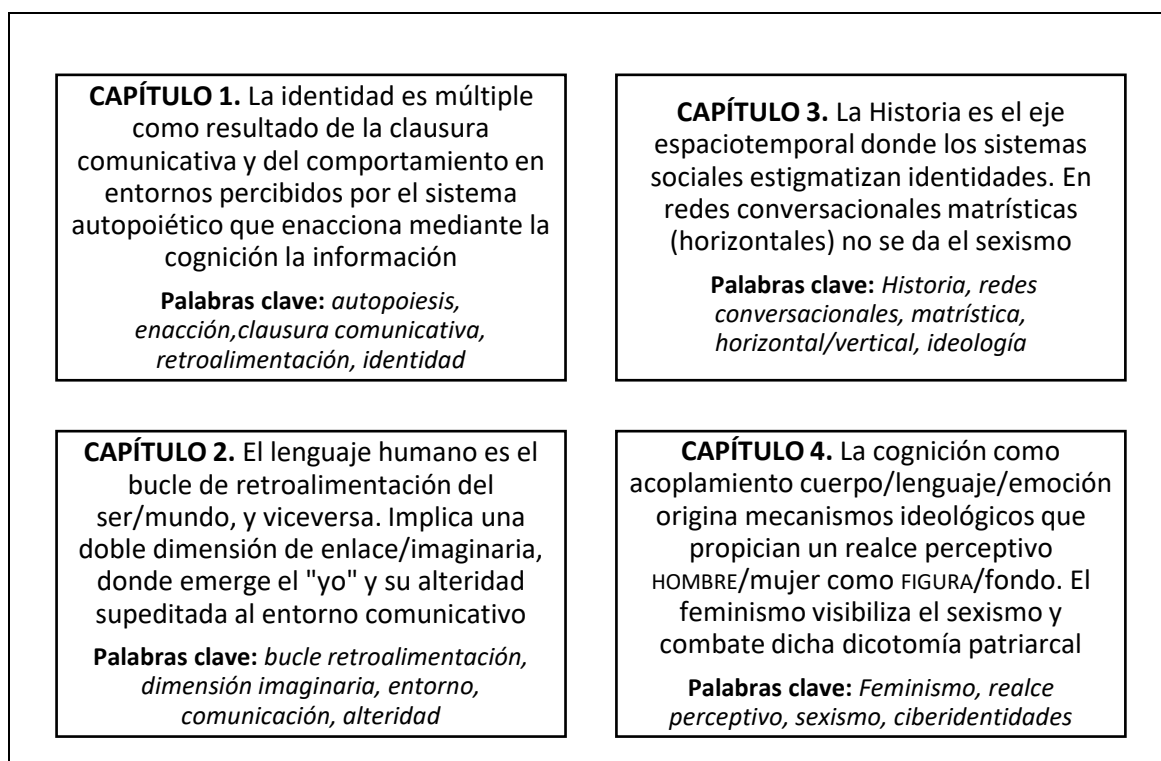 CAPÍTULO 1. La identidad es múltiple
como resultado de la clausura
comunicativa y del comportamiento en
entornos percibidos por el sistema
autopoiético que enacciona mediante la
cognición la información
Palabras clave: autopoiesis,
enacción,clausura comunicativa,
retroalimentación, identidad
CAPÍTULO 2. El lenguaje humano es el
bucle de retroalimentación del
ser/mundo, y viceversa. Implica una
doble dimensión de enlace/imaginaria,
donde emerge el "yo" y su alteridad
supeditada al entorno comunicativo
Palabras clave: bucle retroalimentación,
dimensión imaginaria, entorno,
comunicación, alteridad
CAPÍTULO 3. La Historia es el eje
espaciotemporal donde los sistemas
sociales estigmatizan identidades. En
redes conversacionales matrísticas
(horizontales) no se da el sexismo
Palabras clave: Historia, redes
conversacionales, matrística,
horizontal/vertical, ideología
CAPÍTULO 4. La cognición como
acoplamiento cuerpo/lenguaje/emoción
origina mecanismos ideológicos que
propician un realce perceptivo
HOMBRE/mujer como FIGURA/fondo. El
feminismo visibiliza el sexismo y
combate dicha dicotomía patriarcal
Palabras clave: Feminismo, realce
perceptivo, sexismo, ciberidentidades